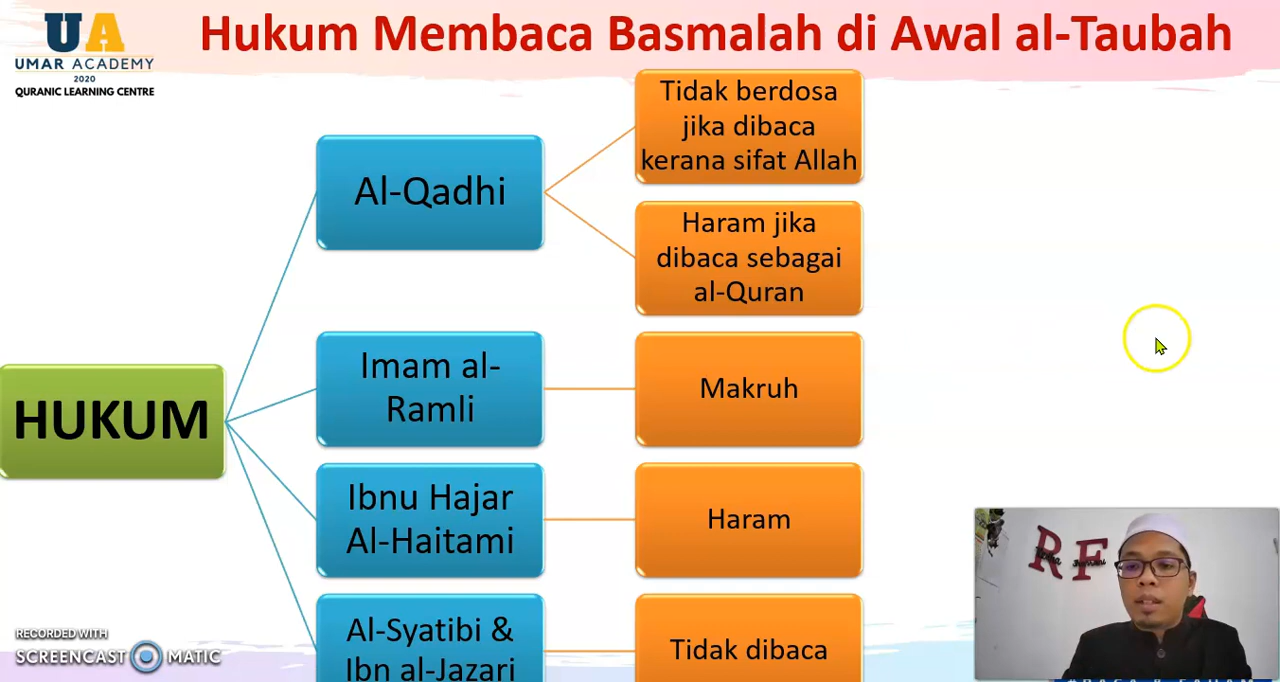 Hukum Membaca Basmalah di Awal al-Taubah
UA
UMAR ACADEMY
2020
QURANIC LEARNING CENTRE
HUKUM
Al-Qadhi
Tidak berdosa
jika dibaca
kerana sifat Allah
Haram jika
dibaca sebagai
al-Quran
Imam al-
Ramli
Makruh
Ibnu Hajar
Al-Haitami
Haram
Al-Syatibi &
Ibn al-Jazari
Tidak dibaca
RF
RECORDED WITH
SCREENCAST MATIC